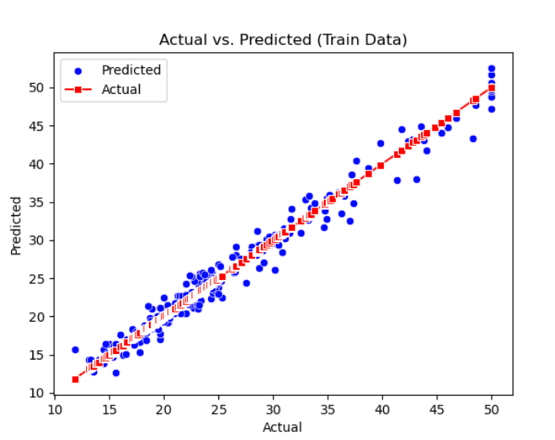 Actual vs. Predicted (Train Data)
Predicted
Actual
50
45
40
35
30
25
20
15
10
Predicted
10 15 20 25 30 35 40 45 50
Actual